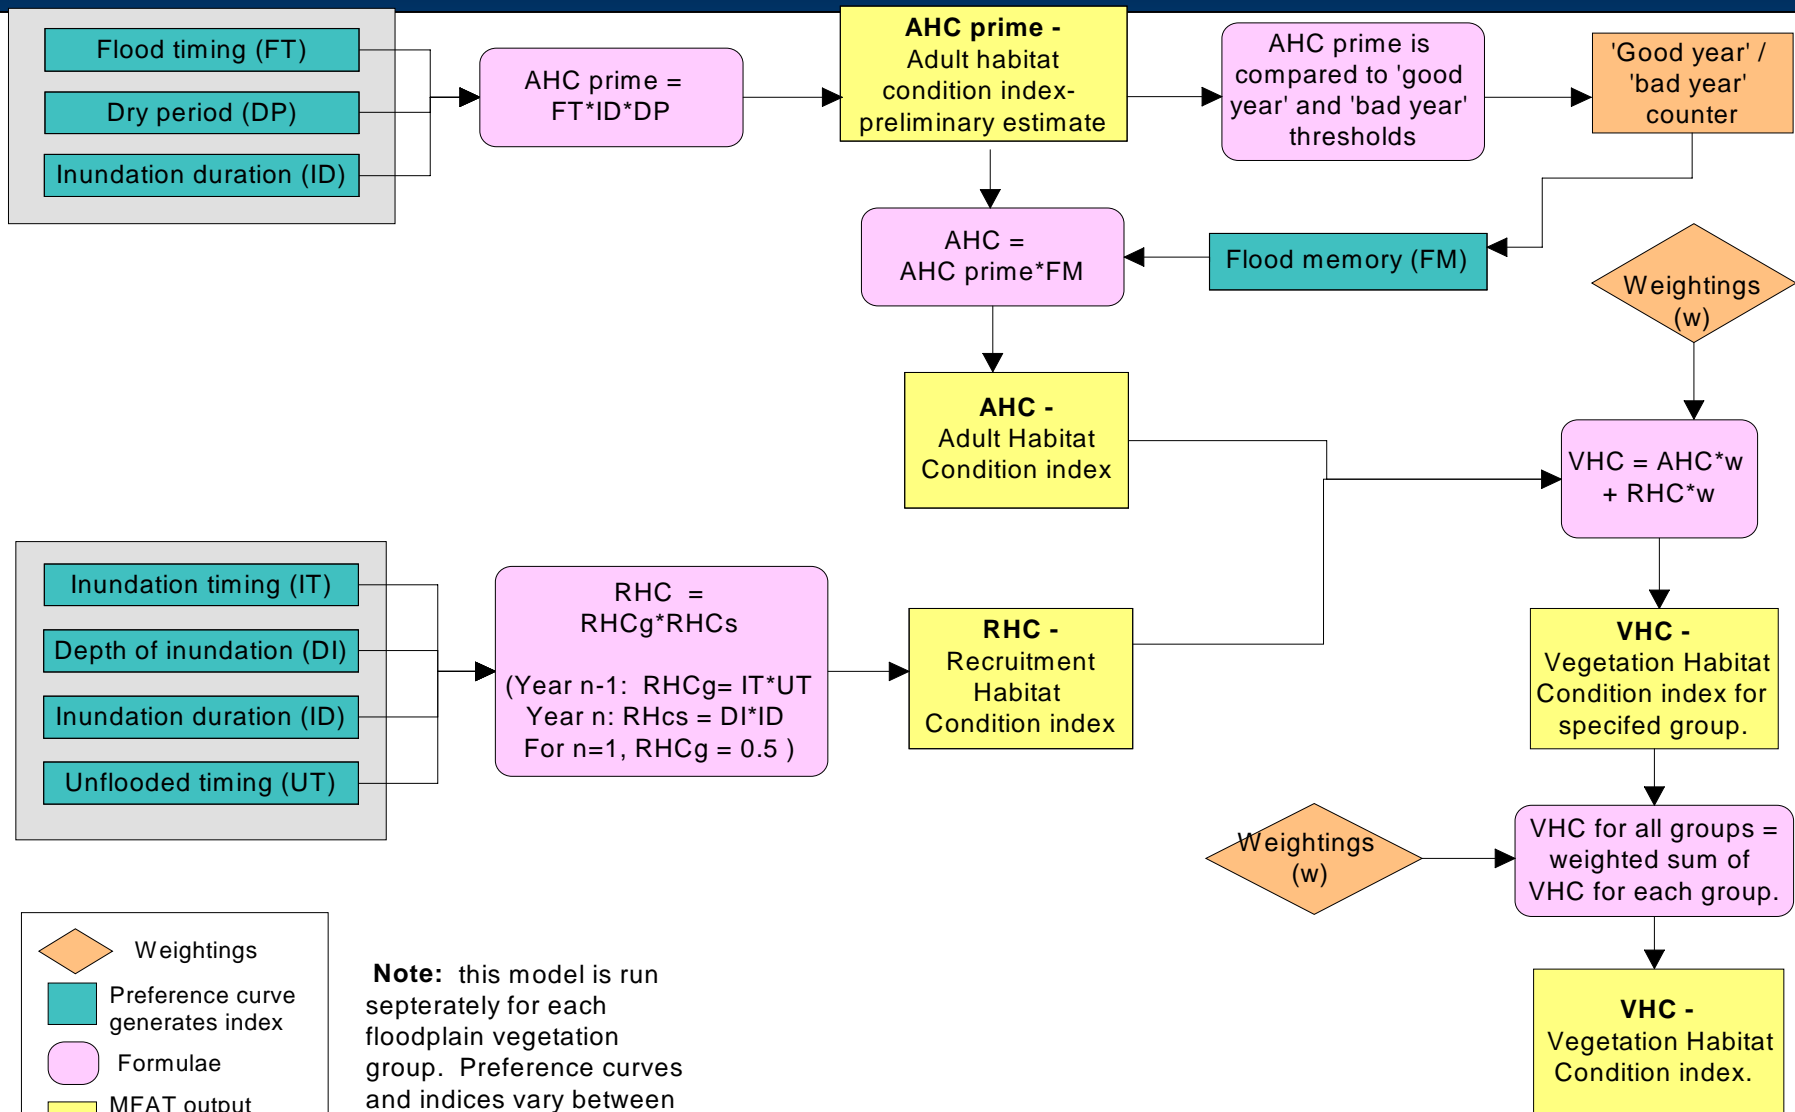 Flood timing (FT)
Dry period (DP)
Inundation duration (ID)
AHC prime =
FT*ID*DP
AHC prime -
Adult habitat
condition index-
preliminary estimate
AHC prime is
compared to 'good
year' and 'bad year'
thresholds
'Good year' /
'bad year'
counter
AHC =
AHC prime*FM
Flood memory (FM)
Weightings
(w)
AHC -
Adult Habitat
Condition index
VHC = AHC*w
+ RHC*w
Inundation timing (IT)
Depth of inundation (DI)
Inundation duration (ID)
Unflooded timing (UT)
RHC =
RHCg*RHCs
(Year n-1: RHCg= IT*UT
Year n: RHcs = DI*ID
For n=1, RHCg = 0.5 )
RHC -
Recruitment
Habitat
Condition index
VHC -
Vegetation Habitat
Condition index for
specifed group.
Weightings
(w)
VHC for all groups =
weighted sum of
VHC for each group.
VHC -
Vegetation Habitat
Condition index.
Weightings
Preference curve
generates index
Formulae
MFAT output
Note: this model is run
septerately for each
floodplain vegetation
group. Preference curves
and indices vary between